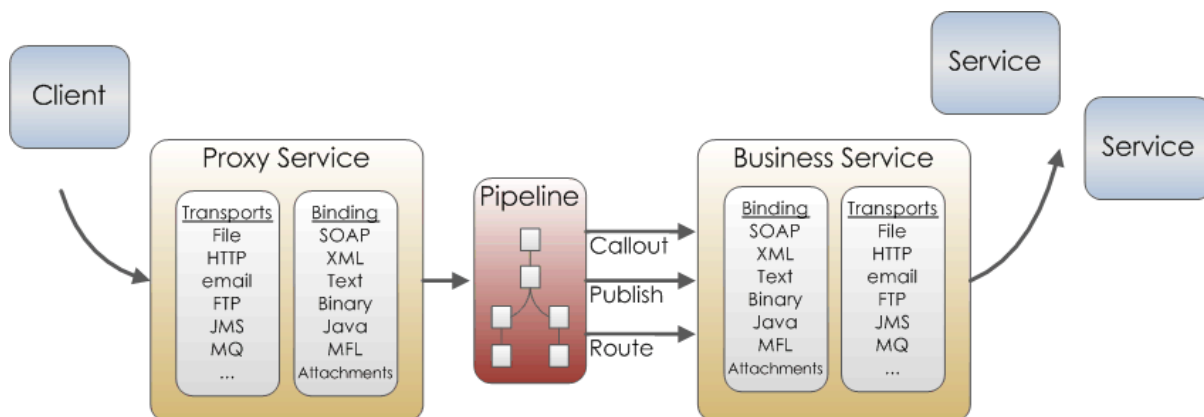 Client
Proxy Service
Transports
File
HTTP
email
FTP
JMS
MQ
...
Binding
SOAP
XML
Text
Binary
Java
MFL
Attachments
Pipeline
Callout
Publish
Route
Business Service
Binding
SOAP
XML
Text
Binary
Java
MFL
Attachments
Transports
File
HTTP
email
FTP
JMS
MQ
...
Service
Service